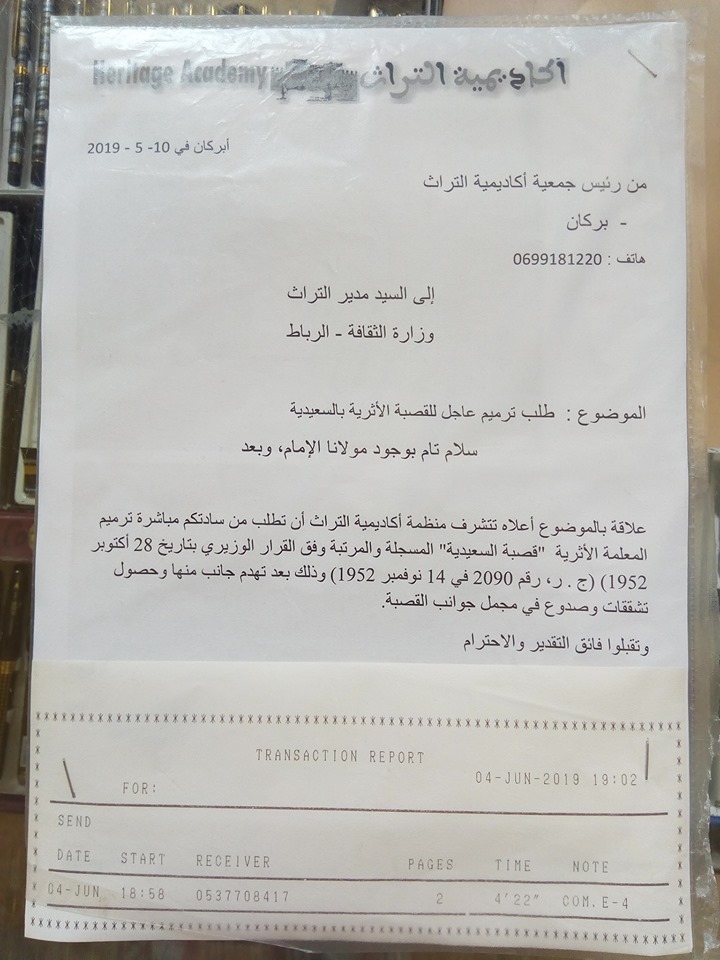 Heritage Academy أكاديمية التراث
أبركان في 10- 5 - 2019
من رئيس جمعية أكاديمية التراث
- بركان
هاتف : 0699181220
إلى السيد مدير التراث
وزارة الثقافة - الرباط
الموضوع : طلب ترميم عاجل للقصبة الأثرية بالسعيدية
سلام تام بوجود مولانا الإمام، وبعد
علاقة بالموضوع أعلاه تتشرف منظمة أكاديمية التراث أن تطلب من سادتكم مباشرة ترميم
المعلمة الأثرية "قصبة السعيدية" المسجلة والمرتبة وفق القرار الوزيري بتاريخ 28 أكتوبر
1952) (ج . ر، رقم 2090 في 14 نوفمبر 1952) وذلك بعد تهدم جانب منها وحصول
تشققات وصدوع في مجمل جوانب القصبة.
وتقبلوا فائق التقدير والاحترام
TRANSACTION REPORT
04-JUN-2019 19:02
FOR:
SEND
DATE START RECEIVER PAGES TIME NOTE
04-JUN 18:58 0537708417 2 4'22" COM.E-4